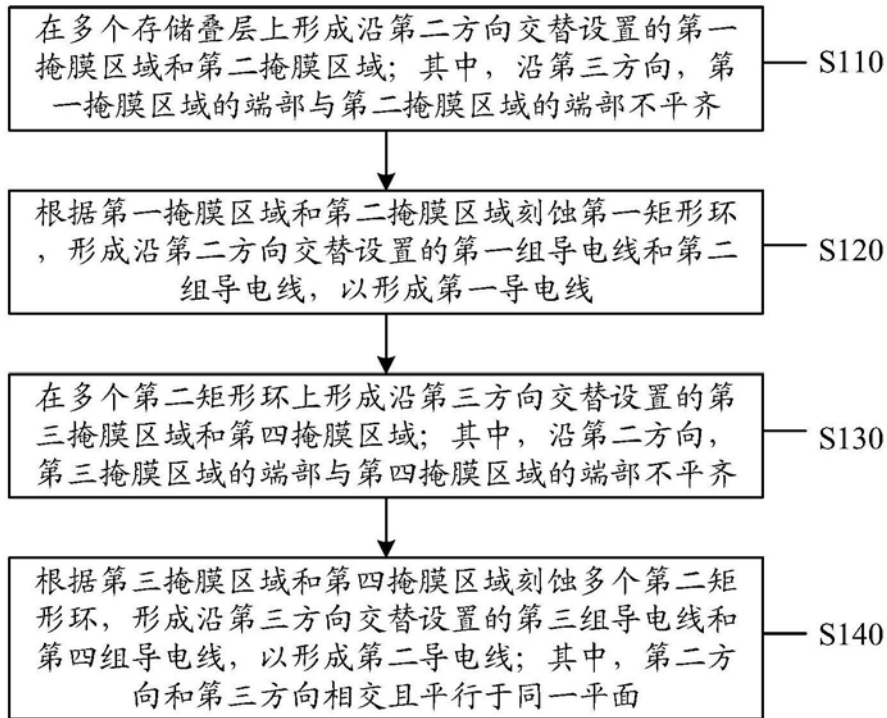 在多个存储叠层上形成沿第二方向交替设置的第一
掩膜区域和第二掩膜区域；其中，沿第三方向，第
一掩膜区域的端部与第二掩膜区域的端部不平齐
S110
根据第一掩膜区域和第二掩膜区域刻蚀第一矩形环
，形成沿第二方向交替设置的第一组导电线和第二
组导电线，以形成第一导电线
S120
在多个第二矩形环上形成沿第三方向交替设置的第
三掩膜区域和第四掩膜区域；其中，沿第二方向，
第三掩膜区域的端部与第四掩膜区域的端部不平齐
S130
根据第三掩膜区域和第四掩膜区域刻蚀多个第二矩
形环，形成沿第三方向交替设置的第三组导电线和
第四组导电线，以形成第二导电线；其中，第二方
向和第三方向相交且平行于同一平面
S140